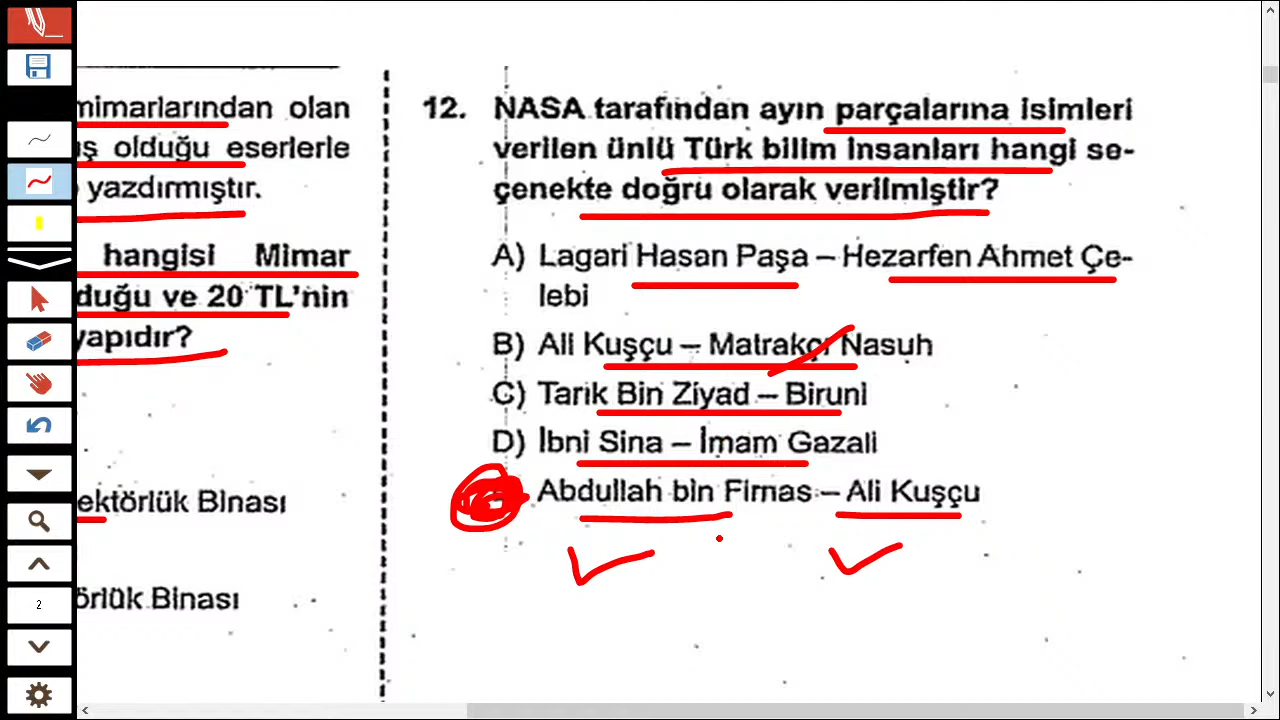 mimarlarından olan
ış olduğu eserlerle
yazdırmıştır.
hangisi Mimar
duğu ve 20 TL'nin
yapıdır?
ektörlük Binası
örlük Binası
12. NASA tarafından ayın parçalarına isimleri
verilen ünlü Türk bilim insanları hangi se-
çenekte doğru olarak verilmiştir?
A) Lagari Hasan Paşa – Hezarfen Ahmet Çe-
lebi
B) Ali Kuşçu – Matrakçı Nasuh
C) Tarık Bin Ziyad – Biruni
D) İbni Sina – İmam Gazali
Abdullah bin Firnas – Ali Kuşçu
2